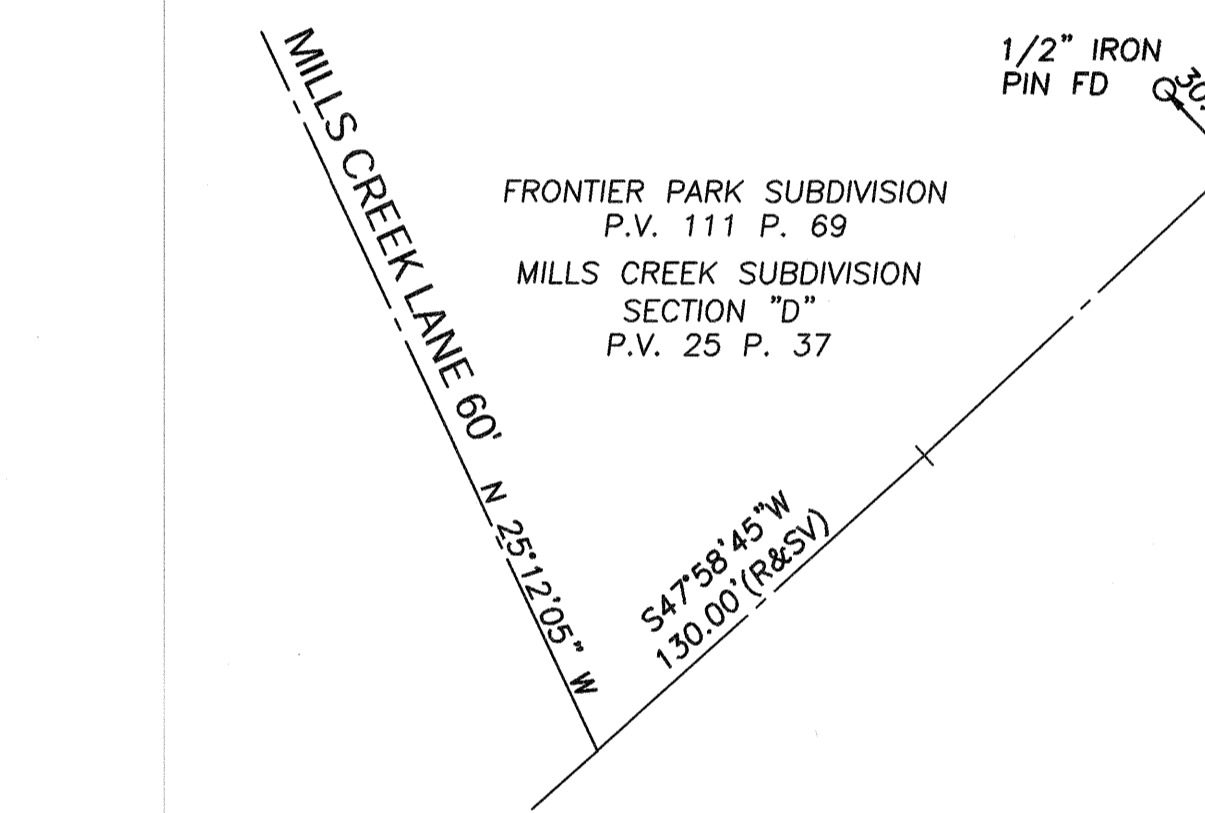 1/2" IRON
PIN FD
30.
MILLS CREEK LANE 60' N 25°12'05" W
FRONTIER PARK SUBDIVISION
P.V. 111 P. 69
MILLS CREEK SUBDIVISION
SECTION "D"
P.V. 25 P. 37
S47°58'45"W
130.00'(R&SV)